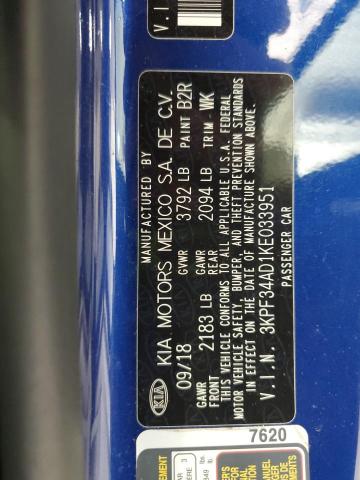 V.I.
MANUFACTURED BY
KIA KIA MOTORS MEXICO S.A. DE C.V.
09/18 GVWR 3792 LB PAINT B2R
GAWR FRONT 2183 LB GAWR REAR 2094 LB TRIM WK
THIS VEHICLE CONFORMS TO ALL APPLICABLE U.S.A. FEDERAL
MOTOR VEHICLE SAFETY, BUMPER, AND THEFT PREVENTION STANDARDS
IN EFFECT ON THE DATE OF MANUFACTURE SHOWN ABOVE.
V.I.N. 3KPF34AD1KE033951
PASSENGER CAR
7620